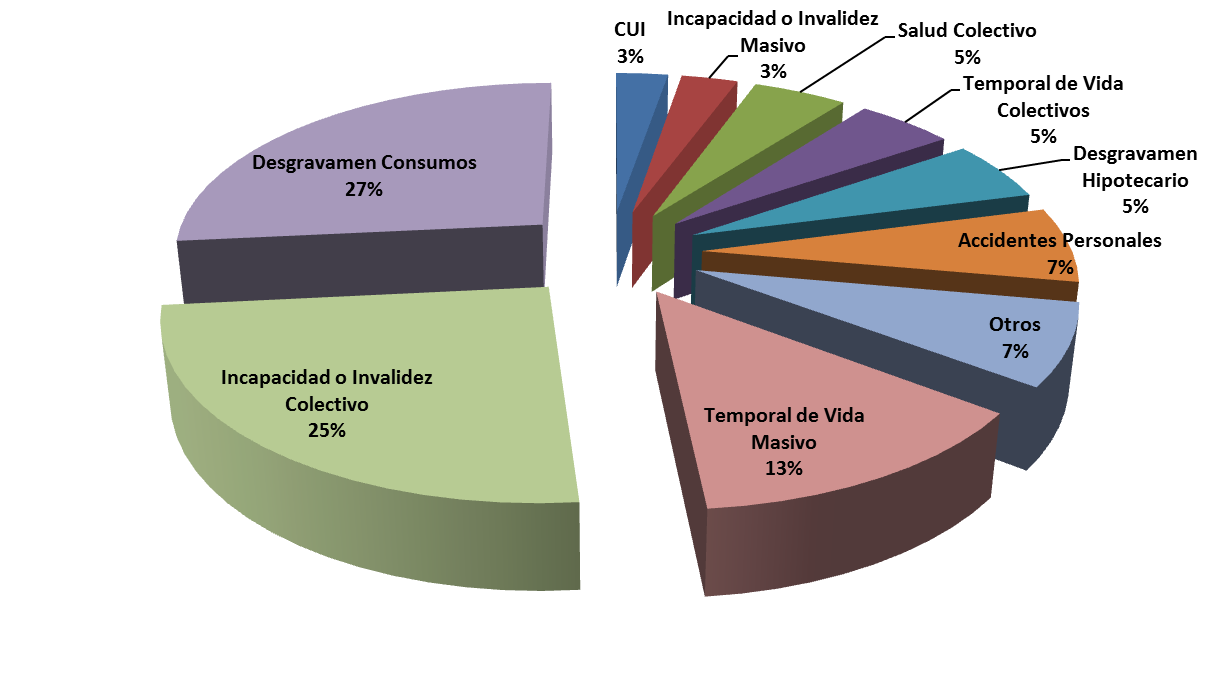 CUI
3%
Incapacidad o Invalidez
Masivo
3%
Salud Colectivo
5%
Temporal de Vida
Colectivos
5%
Desgravamen
Hipotecario
5%
Accidentes Personales
7%
Otros
7%
Temporal de Vida
Masivo
13%
Incapacidad o Invalidez
Colectivo
25%
Desgravamen Consumos
27%